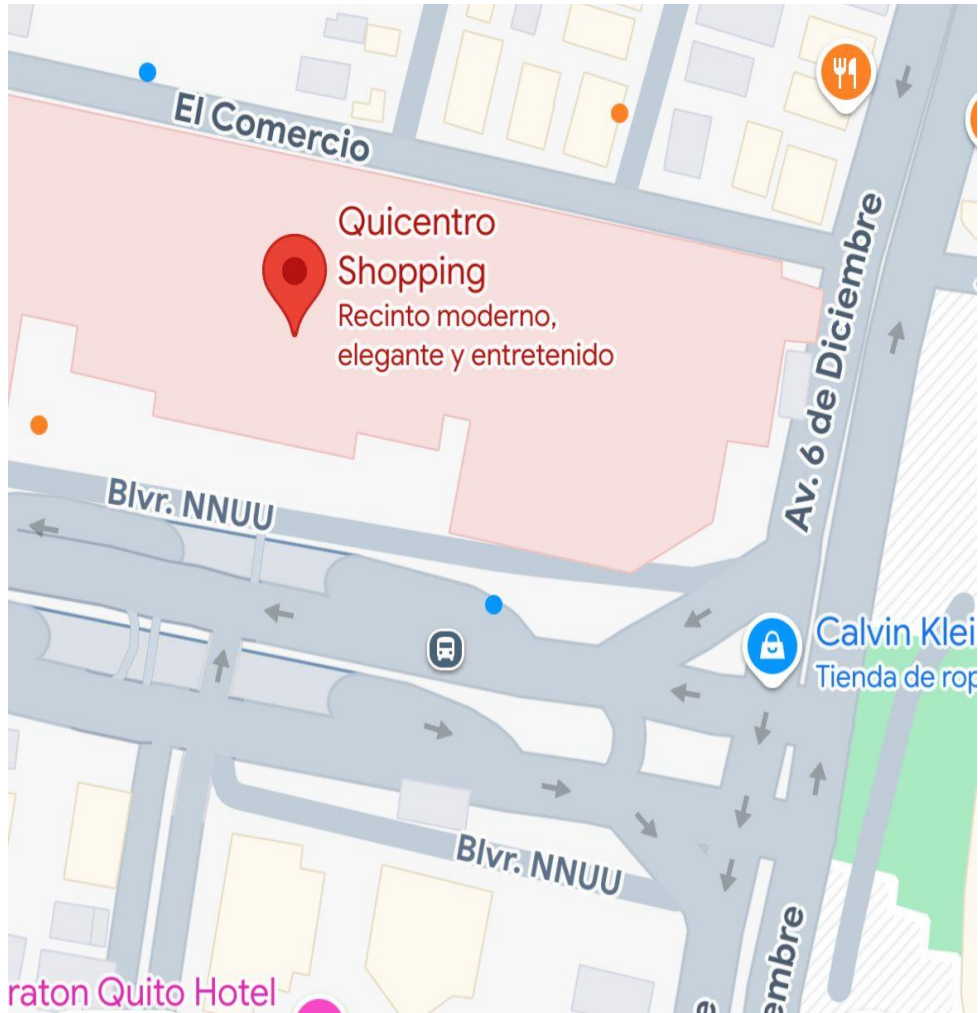 El Comercio
Quicentro
Shopping
Recinto moderno,
elegante y entretenido
Av. 6 de Diciembre
Blvr. NNUU
Calvin Klei
Tienda de rop
Blvr. NNUU
raton Quito Hotel
embre
e